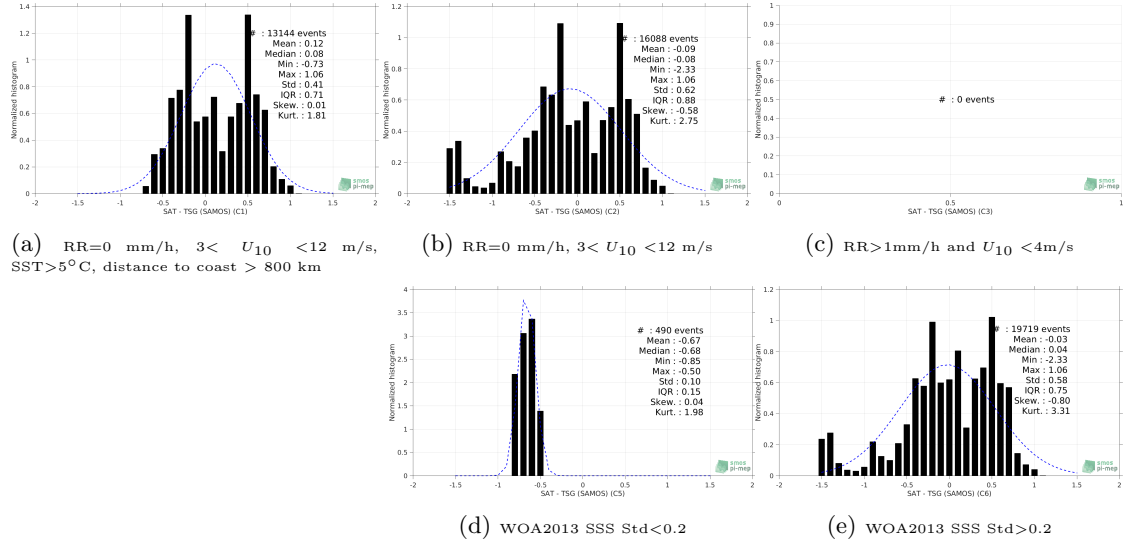 1.4
1.2
1
0.8
0.6
0.4
0.2
0
-2
-1.5
-1
-0.5
0
0.5
1
1.5
2
Normalized histogram
SAT - TSG (SAMOS) (C1)
# : 13144 events
Mean : 0.12
Median : 0.08
Min : -0.73
Max : 1.06
Std : 0.41
IQR : 0.71
Skew. : 0.01
Kurt. : 1.81
smos
pi-mep
(a) RR=0 mm/h, 3< U10 <12 m/s,
SST>5°C, distance to coast > 800 km
1.2
1
0.8
0.6
0.4
0.2
0
-2
-1.5
-1
-0.5
0
0.5
1
1.5
2
Normalized histogram
SAT - TSG (SAMOS) (C2)
# : 16088 events
Mean : -0.09
Median : -0.08
Min : -2.33
Max : 1.06
Std : 0.62
IQR : 0.88
Skew. : -0.58
Kurt. : 2.75
smos
pi-mep
(b) RR=0 mm/h, 3< U10 <12 m/s
1
0.9
0.8
0.7
0.6
0.5
0.4
0.3
0.2
0.1
0
0
0.5
1
Normalized histogram
SAT - TSG (SAMOS) (C3)
# : 0 events
smos
pi-mep
(c) RR>1mm/h and U10 <4m/s
4
3.5
3
2.5
2
1.5
1
0.5
0
-2
-1.5
-1
-0.5
0
0.5
1
1.5
2
Normalized histogram
SAT - TSG (SAMOS) (C5)
# : 490 events
Mean : -0.67
Median : -0.68
Min : -0.85
Max : -0.50
Std : 0.10
IQR : 0.15
Skew. : 0.04
Kurt. : 1.98
smos
pi-mep
(d) WOA2013 SSS Std<0.2
1.2
1
0.8
0.6
0.4
0.2
0
-2
-1.5
-1
-0.5
0
0.5
1
1.5
2
Normalized histogram
SAT - TSG (SAMOS) (C6)
# : 19719 events
Mean : -0.03
Median : 0.04
Min : -2.33
Max : 1.06
Std : 0.58
IQR : 0.75
Skew. : -0.80
Kurt. : 3.31
smos
pi-mep
(e) WOA2013 SSS Std>0.2